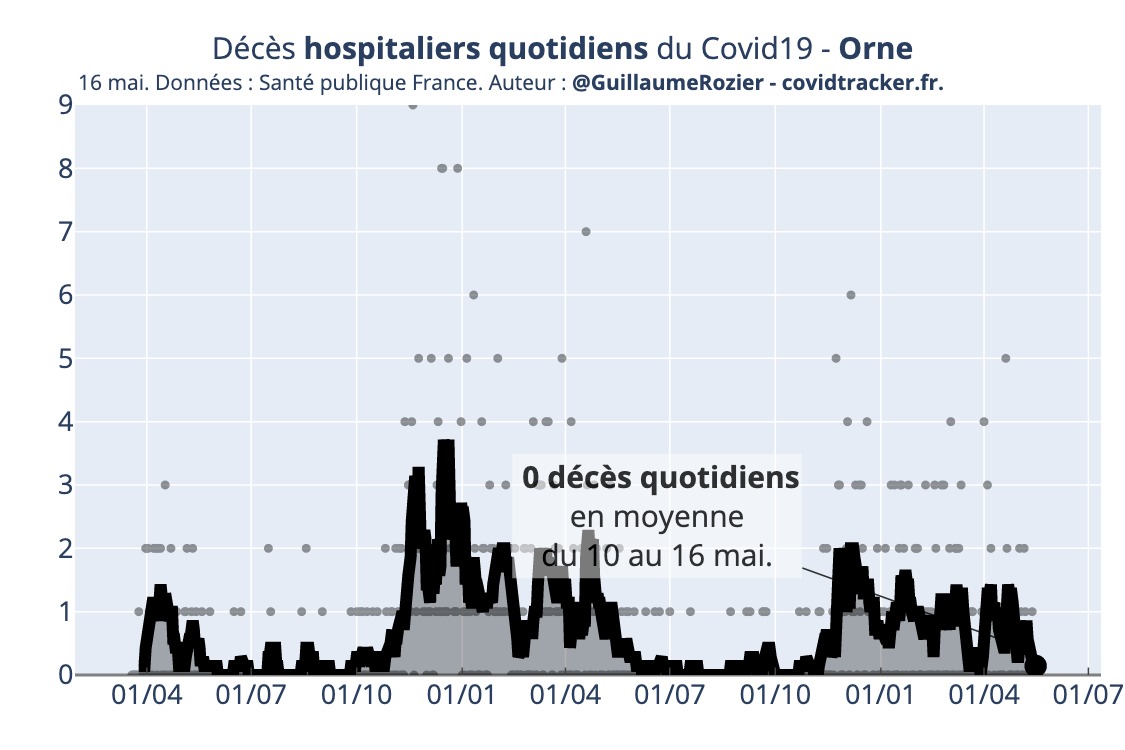 Décès hospitaliers quotidiens du Covid19 - Orne
16 mai. Données : Santé publique France. Auteur : @GuillaumeRozier - covidtracker.fr.
9
8
7
6
5
4
3
2
1
0
0 décès quotidiens
en moyenne
du 10 au 16 mai.
01/04 01/07 01/10 01/01 01/04 01/07 01/10 01/01 01/04 01/07